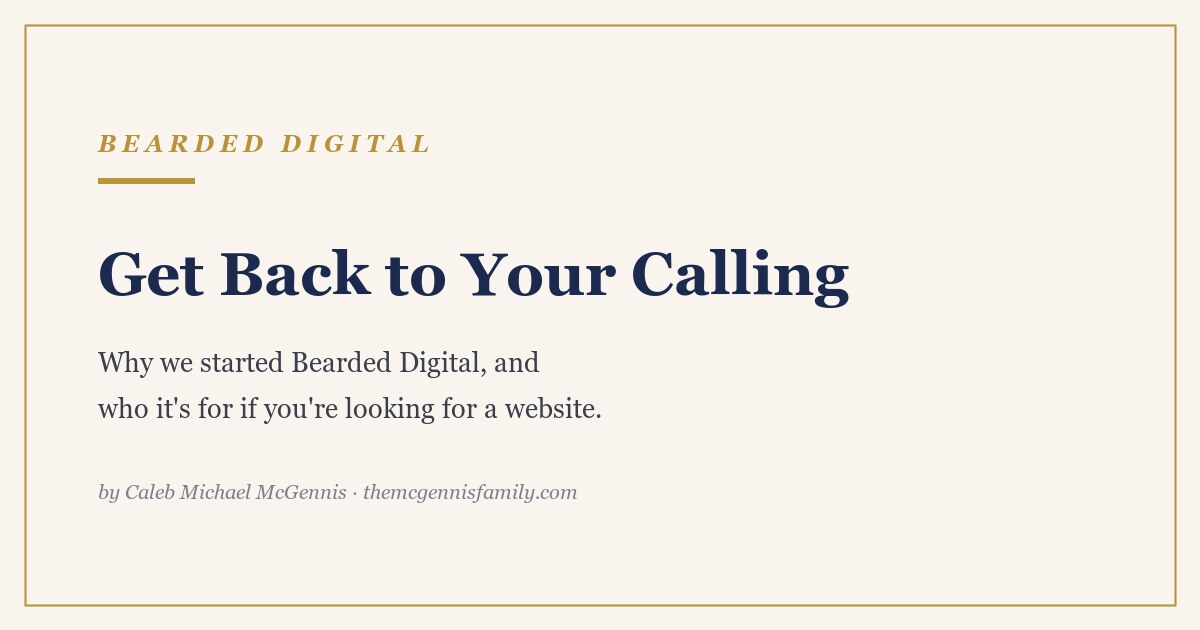 BEARDED DIGITAL
Get Back to Your Calling
Why we started Bearded Digital, and
who it's for if you're looking for a website.
by Caleb Michael McGennis · themcgennisfamily.com